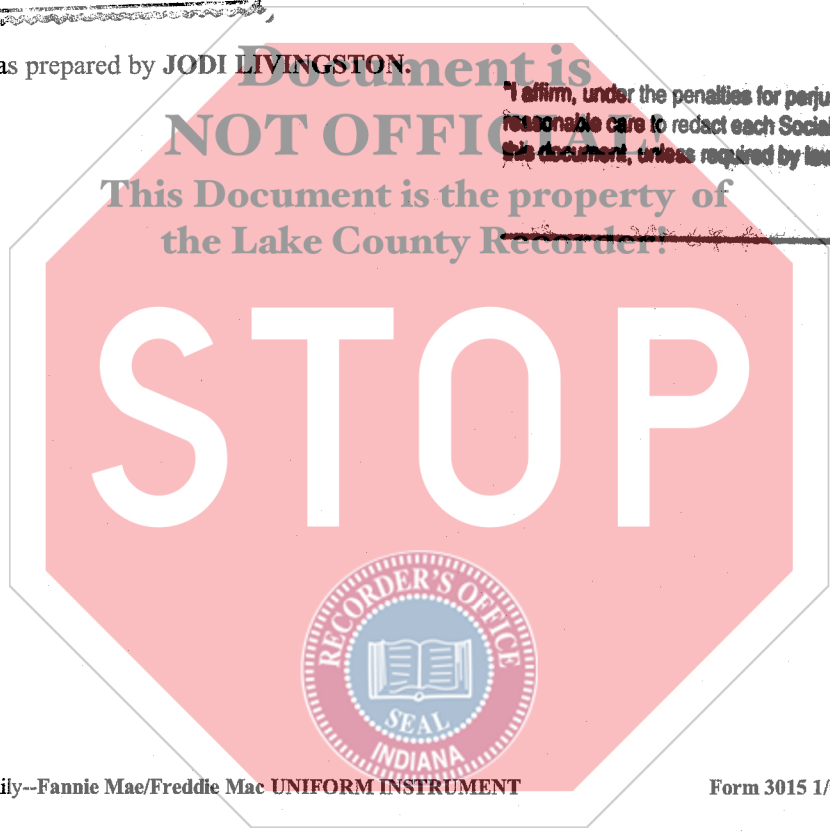 as prepared by JODI LIVINGSTON.
Document is
NOT OFFICIAL
This Document is the property of
the Lake County Recorder!
"I affirm, under the penalties for perju
reasonable care to redact each Social
this document, unless required by law
STOP
RECORDER'S OFFICE
SEAL
INDIANA
ily--Fannie Mae/Freddie Mac UNIFORM INSTRUMENT
Form 3015 1/